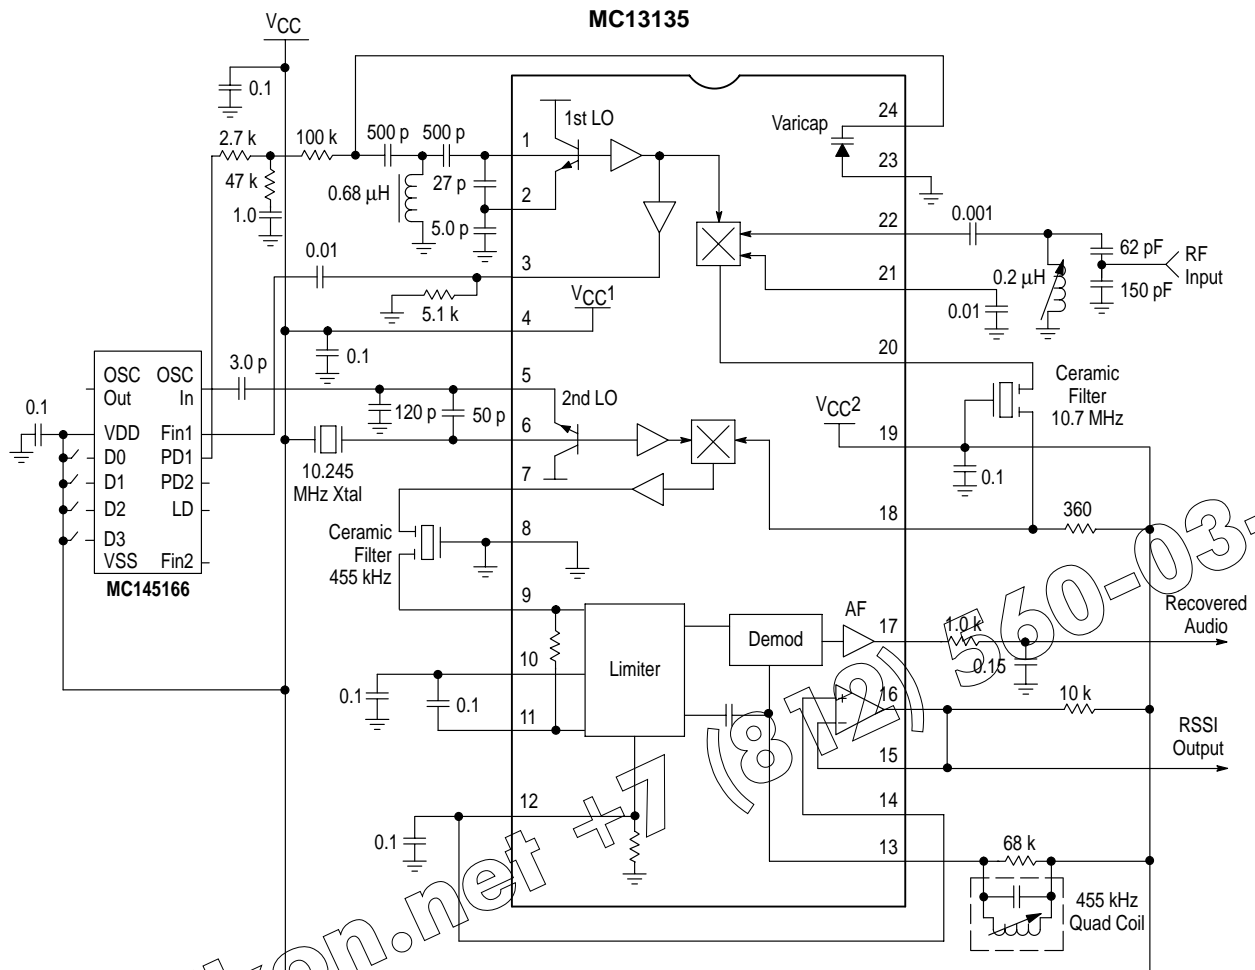 MC13135
VCC
0.1
2.7 k
100 k
500 p
500 p
47 k
1.0
0.68 µH
27 p
5.0 p
0.01
5.1 k
0.1
3.0 p
120 p
50 p
10.245
MHz Xtal
0.1
OSC
Out
OSC
In
VDD
Fin1
D0
PD1
D1
PD2
D2
LD
D3
VSS
Fin2
MC145166
Ceramic
Filter
455 kHz
0.1
0.1
0.1
1
2
3
4
5
6
7
8
9
10
11
12
1st LO
VCC1
2nd LO
Limiter
Demod
AF
+
−
Varicap
VCC2
24
23
22
21
20
19
18
17
16
15
14
13
0.001
62 pF
150 pF
RF
Input
0.2 µH
0.01
Ceramic
Filter
10.7 MHz
0.1
360
Recovered
Audio
1.0 k
0.15
10 k
RSSI
Output
68 k
455 kHz
Quad Coil
kon.net +7 (812) 560-03-